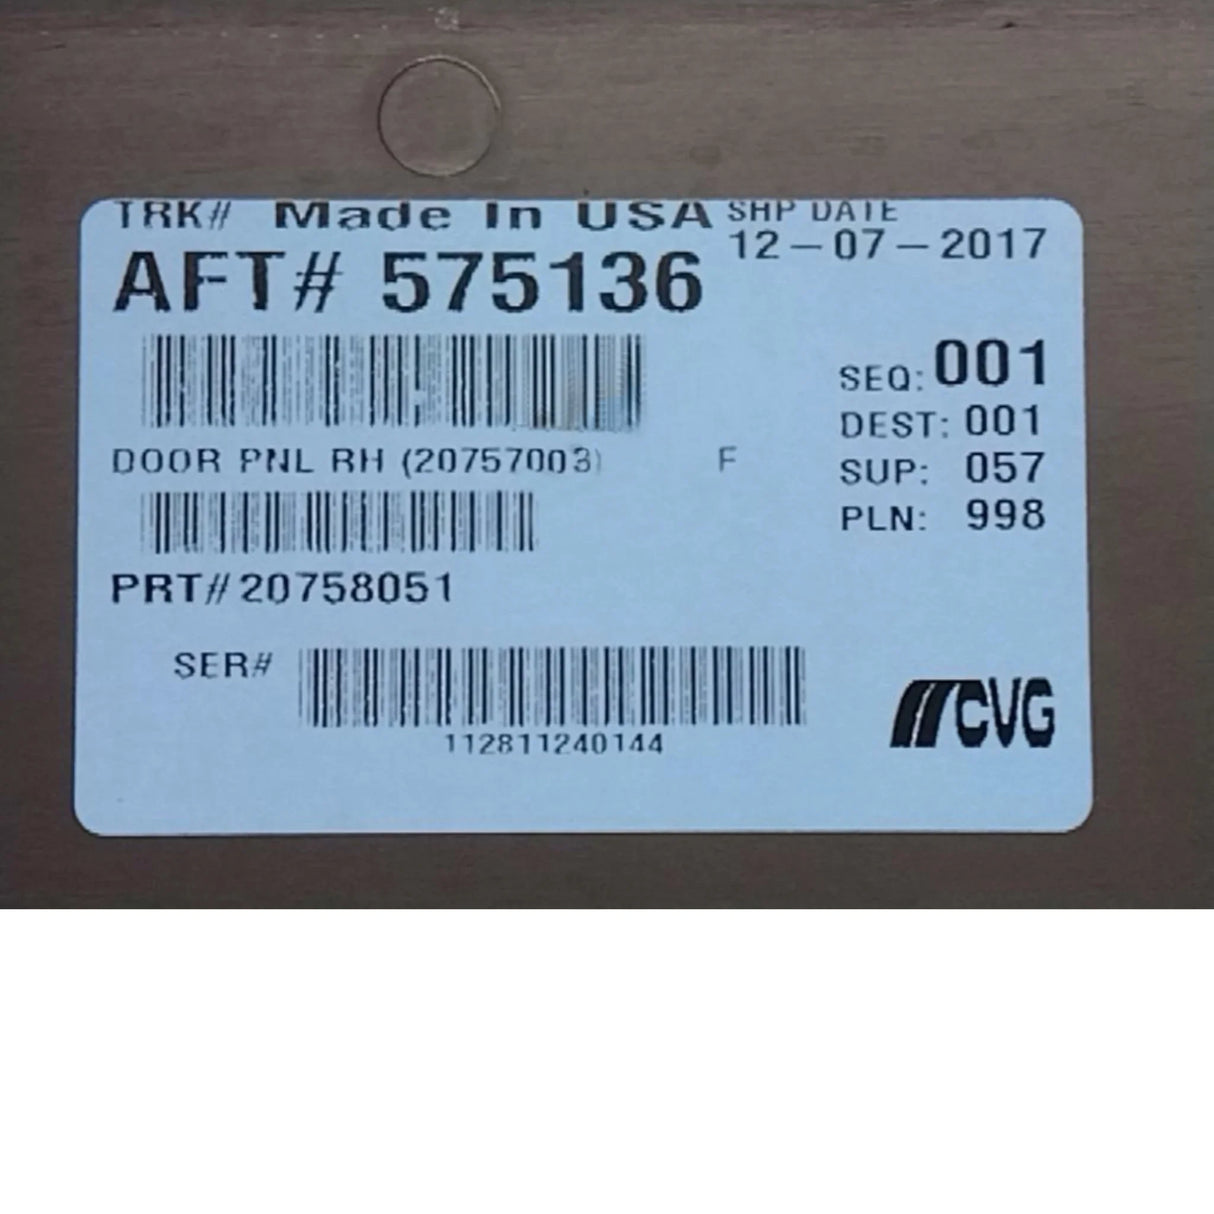 TRK# Made In USA SHP DATE
12-07-2017
AFT# 575136
SEQ: 001
DEST: 001
DOOR PNL RH (20757003) F
SUP: 057
PLN: 998
PRT#20758051
SER#
112811240144
CVG